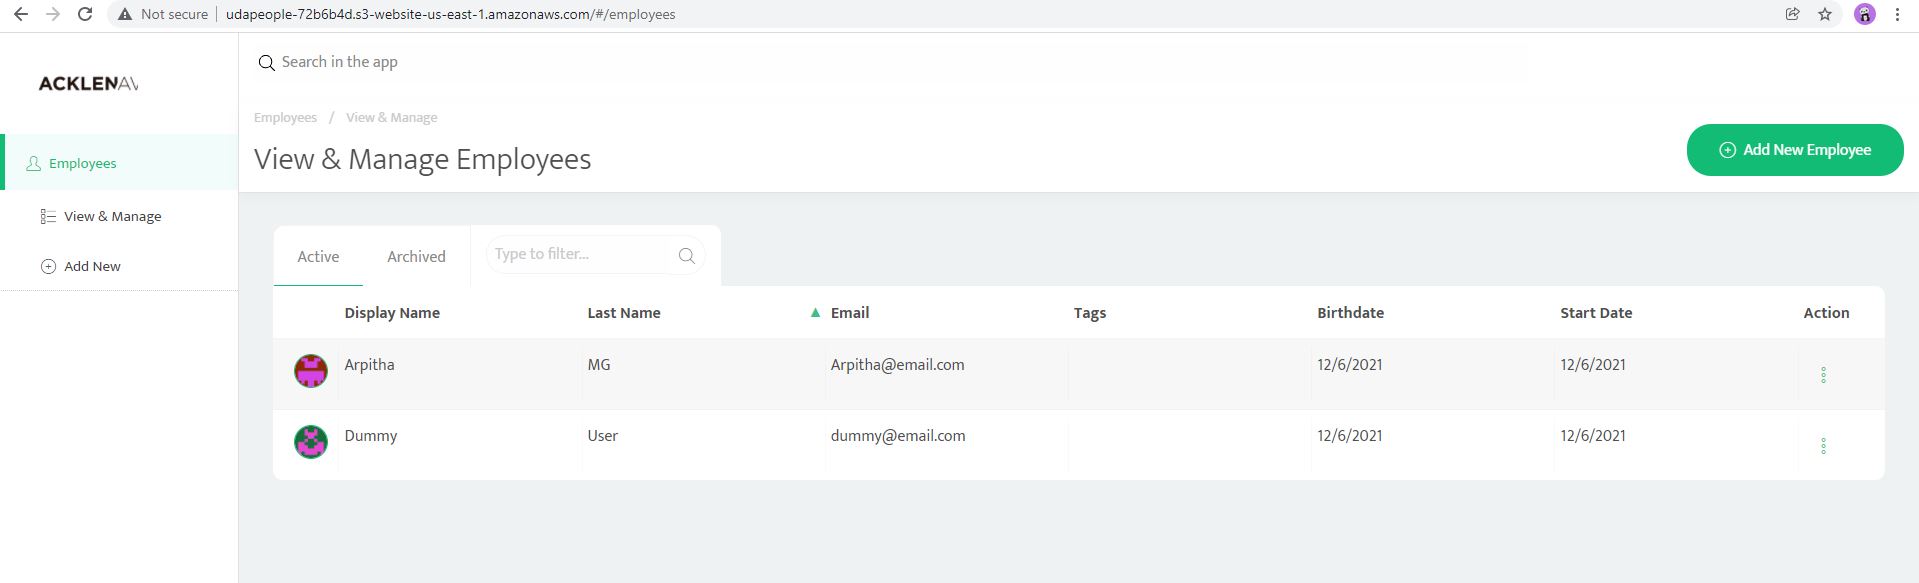 Not secure | udapeople-72b6b4d.s3-website-us-east-1.amazonaws.com/#/employees
Search in the app
ACKLENAV
Employees / View & Manage
View & Manage Employees
Add New Employee
Employees
View & Manage
Add New
Active Archived Type to filter...
Display Name Last Name ▲ Email Tags Birthdate Start Date Action
Arpitha MG Arpitha@email.com 12/6/2021 12/6/2021
Dummy User dummy@email.com 12/6/2021 12/6/2021